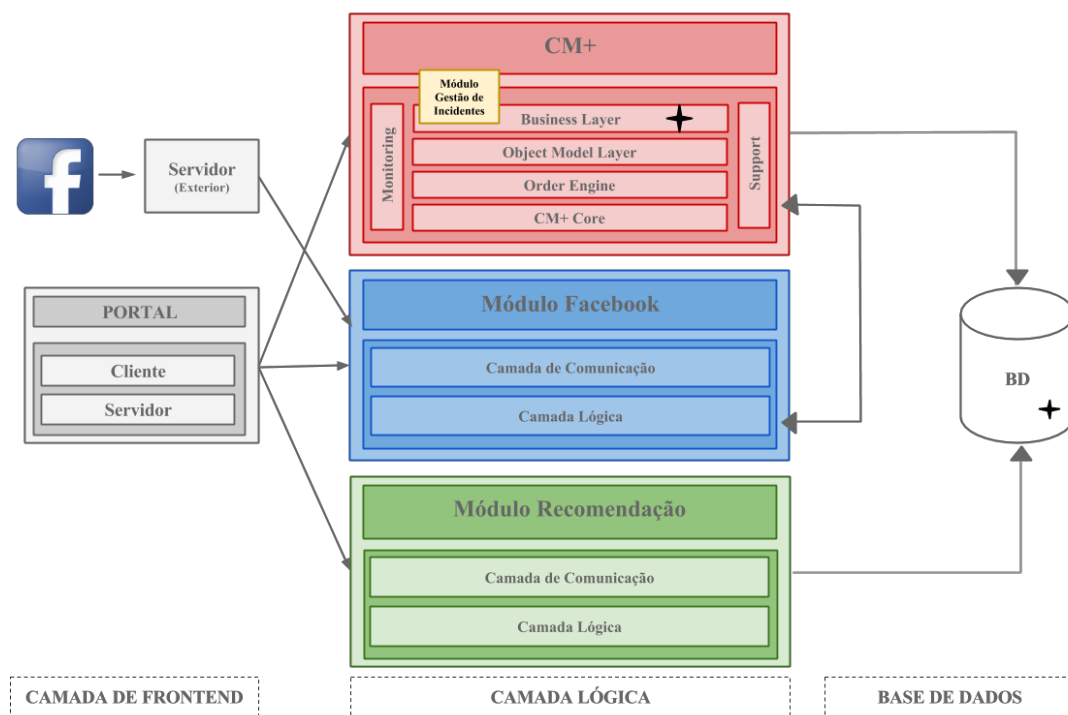 CM+
Módulo
Gestão de
Incidentes
Monitoring
Business Layer
Object Model Layer
Order Engine
CM+ Core
Support
f
Servidor
(Exterior)
PORTAL
Cliente
Servidor
Módulo Facebook
Camada de Comunicação
Camada Lógica
BD
Módulo Recomendação
Camada de Comunicação
Camada Lógica
CAMADA DE FRONTEND
CAMADA LÓGICA
BASE DE DADOS